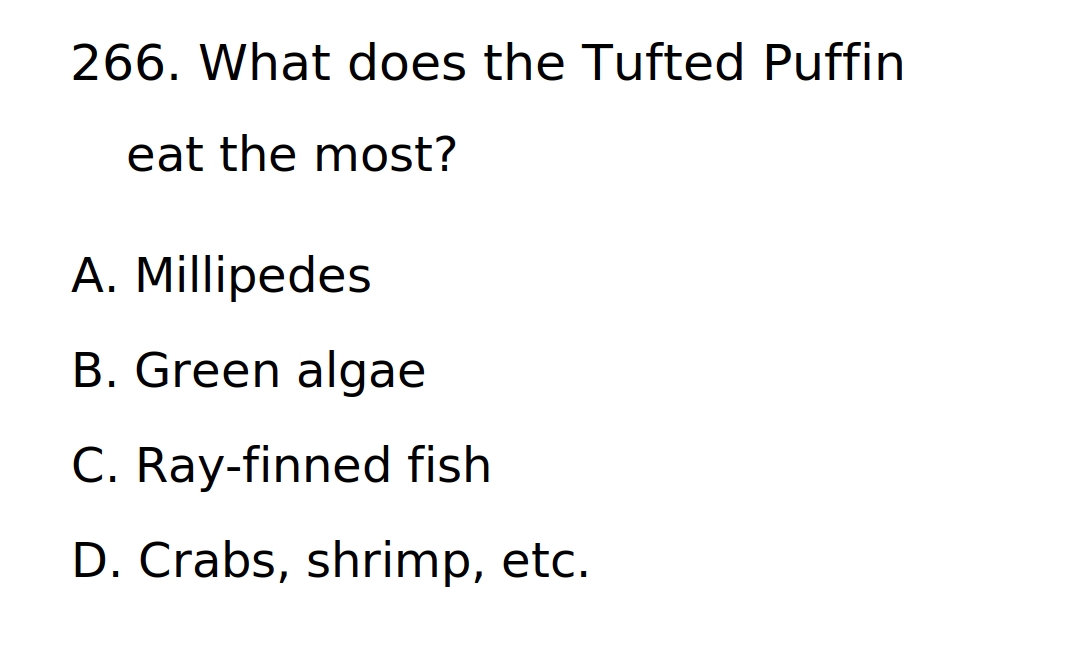 266. What does the Tufted Puffin
eat the most?
A. Millipedes
B. Green algae
C. Ray-finned fish
D. Crabs, shrimp, etc.